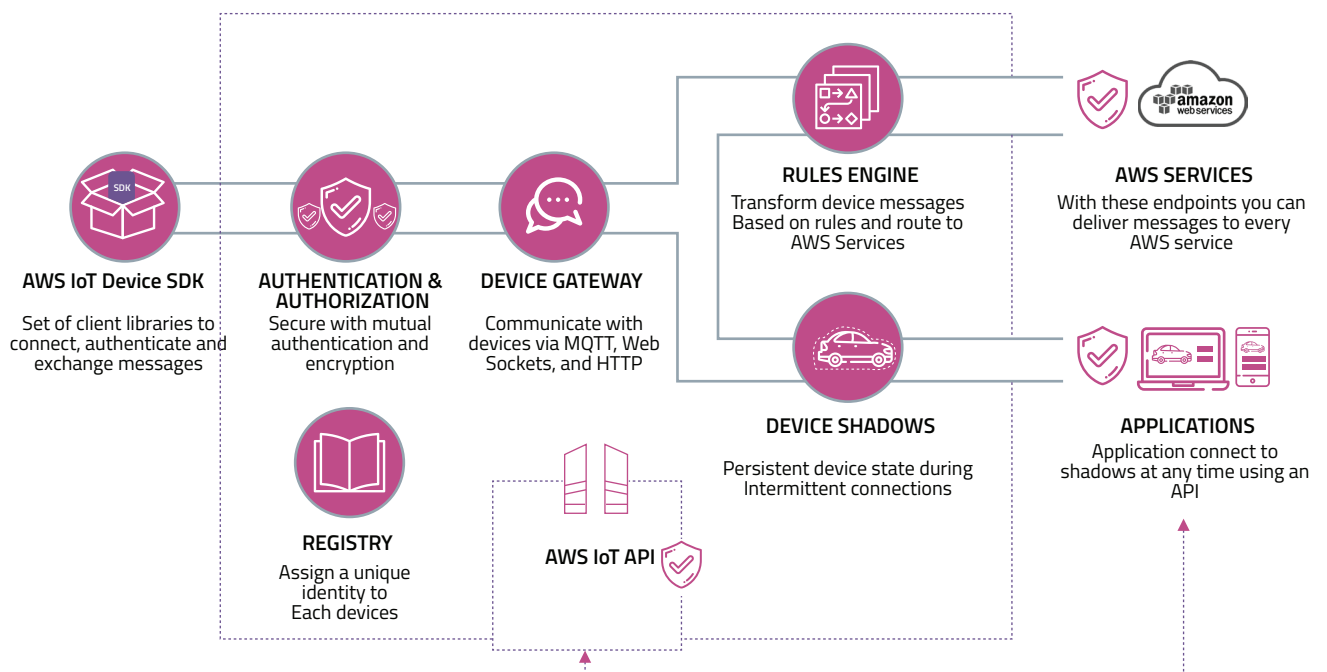 amazon
webservices
RULES ENGINE
Transform device messages
Based on rules and route to
AWS Services
AWS SERVICES
With these endpoints you can
deliver messages to every
AWS service
SDK
AWS IoT Device SDK
Set of client libraries to
connect, authenticate and
exchange messages
AUTHENTICATION &
AUTHORIZATION
Secure with mutual
authentication and
encryption
DEVICE GATEWAY
Communicate with
devices via MQTT, Web
Sockets, and HTTP
DEVICE SHADOWS
Persistent device state during
Intermittent connections
APPLICATIONS
Application connect to
shadows at any time using an
API
REGISTRY
Assign a unique
identity to
Each devices
AWS IoT API